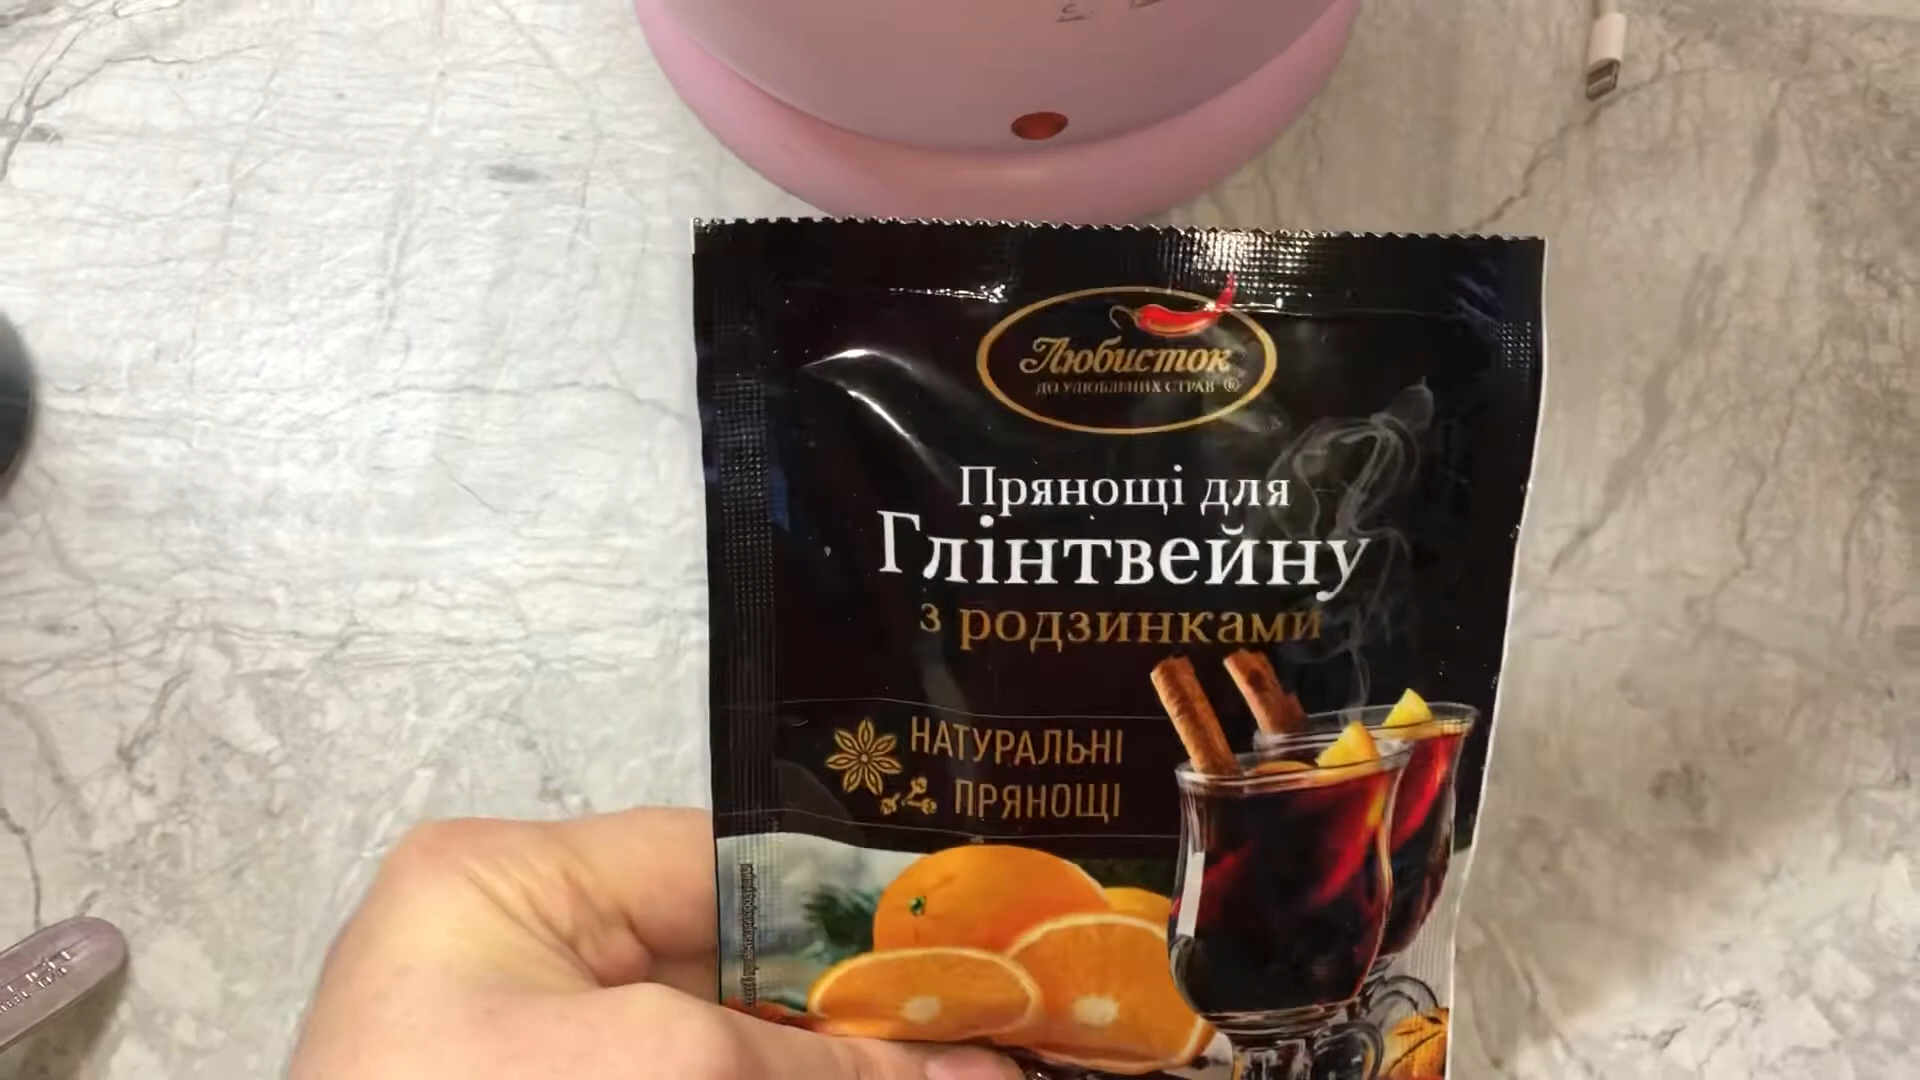 Любисток
ДО УЛЮБЛЕНИХ СТРАВ ®
Прянощі для
Глінтвейну
з родзинками
НАТУРАЛЬНІ
ПРЯНОЩІ